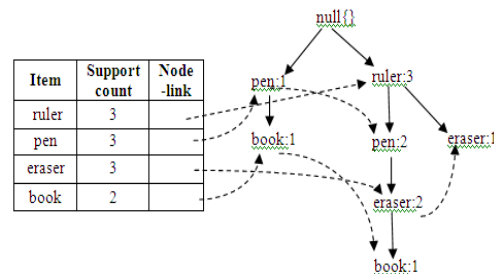 Item Support count Node -link
ruler 3
pen 3
eraser 3
book 2
null{}
pen:1
ruler:3
book:1
pen:2
eraser:1
eraser:2
book:1